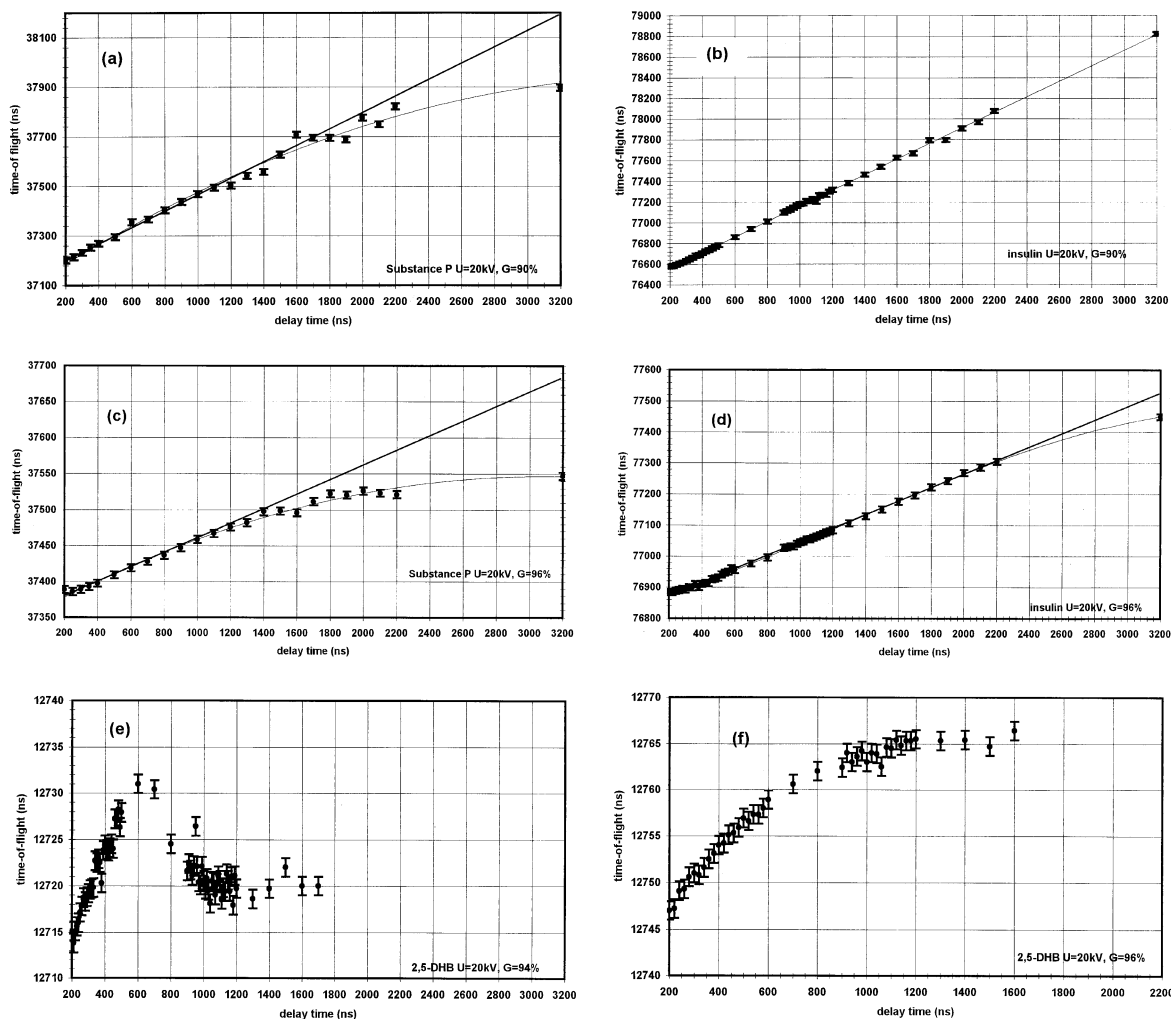 38100
37900
37700
37500
37300
37100
time-of flight (ns)
(a)
Substance P U=20kV, G=90%
200 400 600 800 1000 1200 1400 1600 1800 2000 2200 2400 2600 2800 3000 3200
delay time (ns)
79000
78800
78600
78400
78200
78000
77800
77600
77400
77200
77000
76800
76600
76400
time-of-flight (ns)
(b)
insulin U=20kV, G=90%
200 400 600 800 1000 1200 1400 1600 1800 2000 2200 2400 2600 2800 3000 3200
delay time (ns)
37700
37650
37600
37550
37500
37450
37400
37350
time-of-flight (ns)
(c)
Substance P U=20kV, G=96%
200 400 600 800 1000 1200 1400 1600 1800 2000 2200 2400 2600 2800 3000 3200
delay time (ns)
77600
77500
77400
77300
77200
77100
77000
76900
76800
time-of-flight (ns)
(d)
insulin U=20kV, G=96%
200 400 600 800 1000 1200 1400 1600 1800 2000 2200 2400 2600 2800 3000 3200
delay time (ns)
12740
12735
12730
12725
12720
12715
12710
time-of-flight (ns)
(e)
2,5-DHB U=20kV, G=94%
200 400 600 800 1000 1200 1400 1600 1800 2000 2200 2400 2600 2800 3000 3200
delay time (ns)
12770
12765
12760
12755
12750
12745
12740
time-of-flight (ns)
(f)
2,5-DHB U=20kV, G=96%
200 400 600 800 1000 1200 1400 1600 1800 2000 2200
delay time (ns)